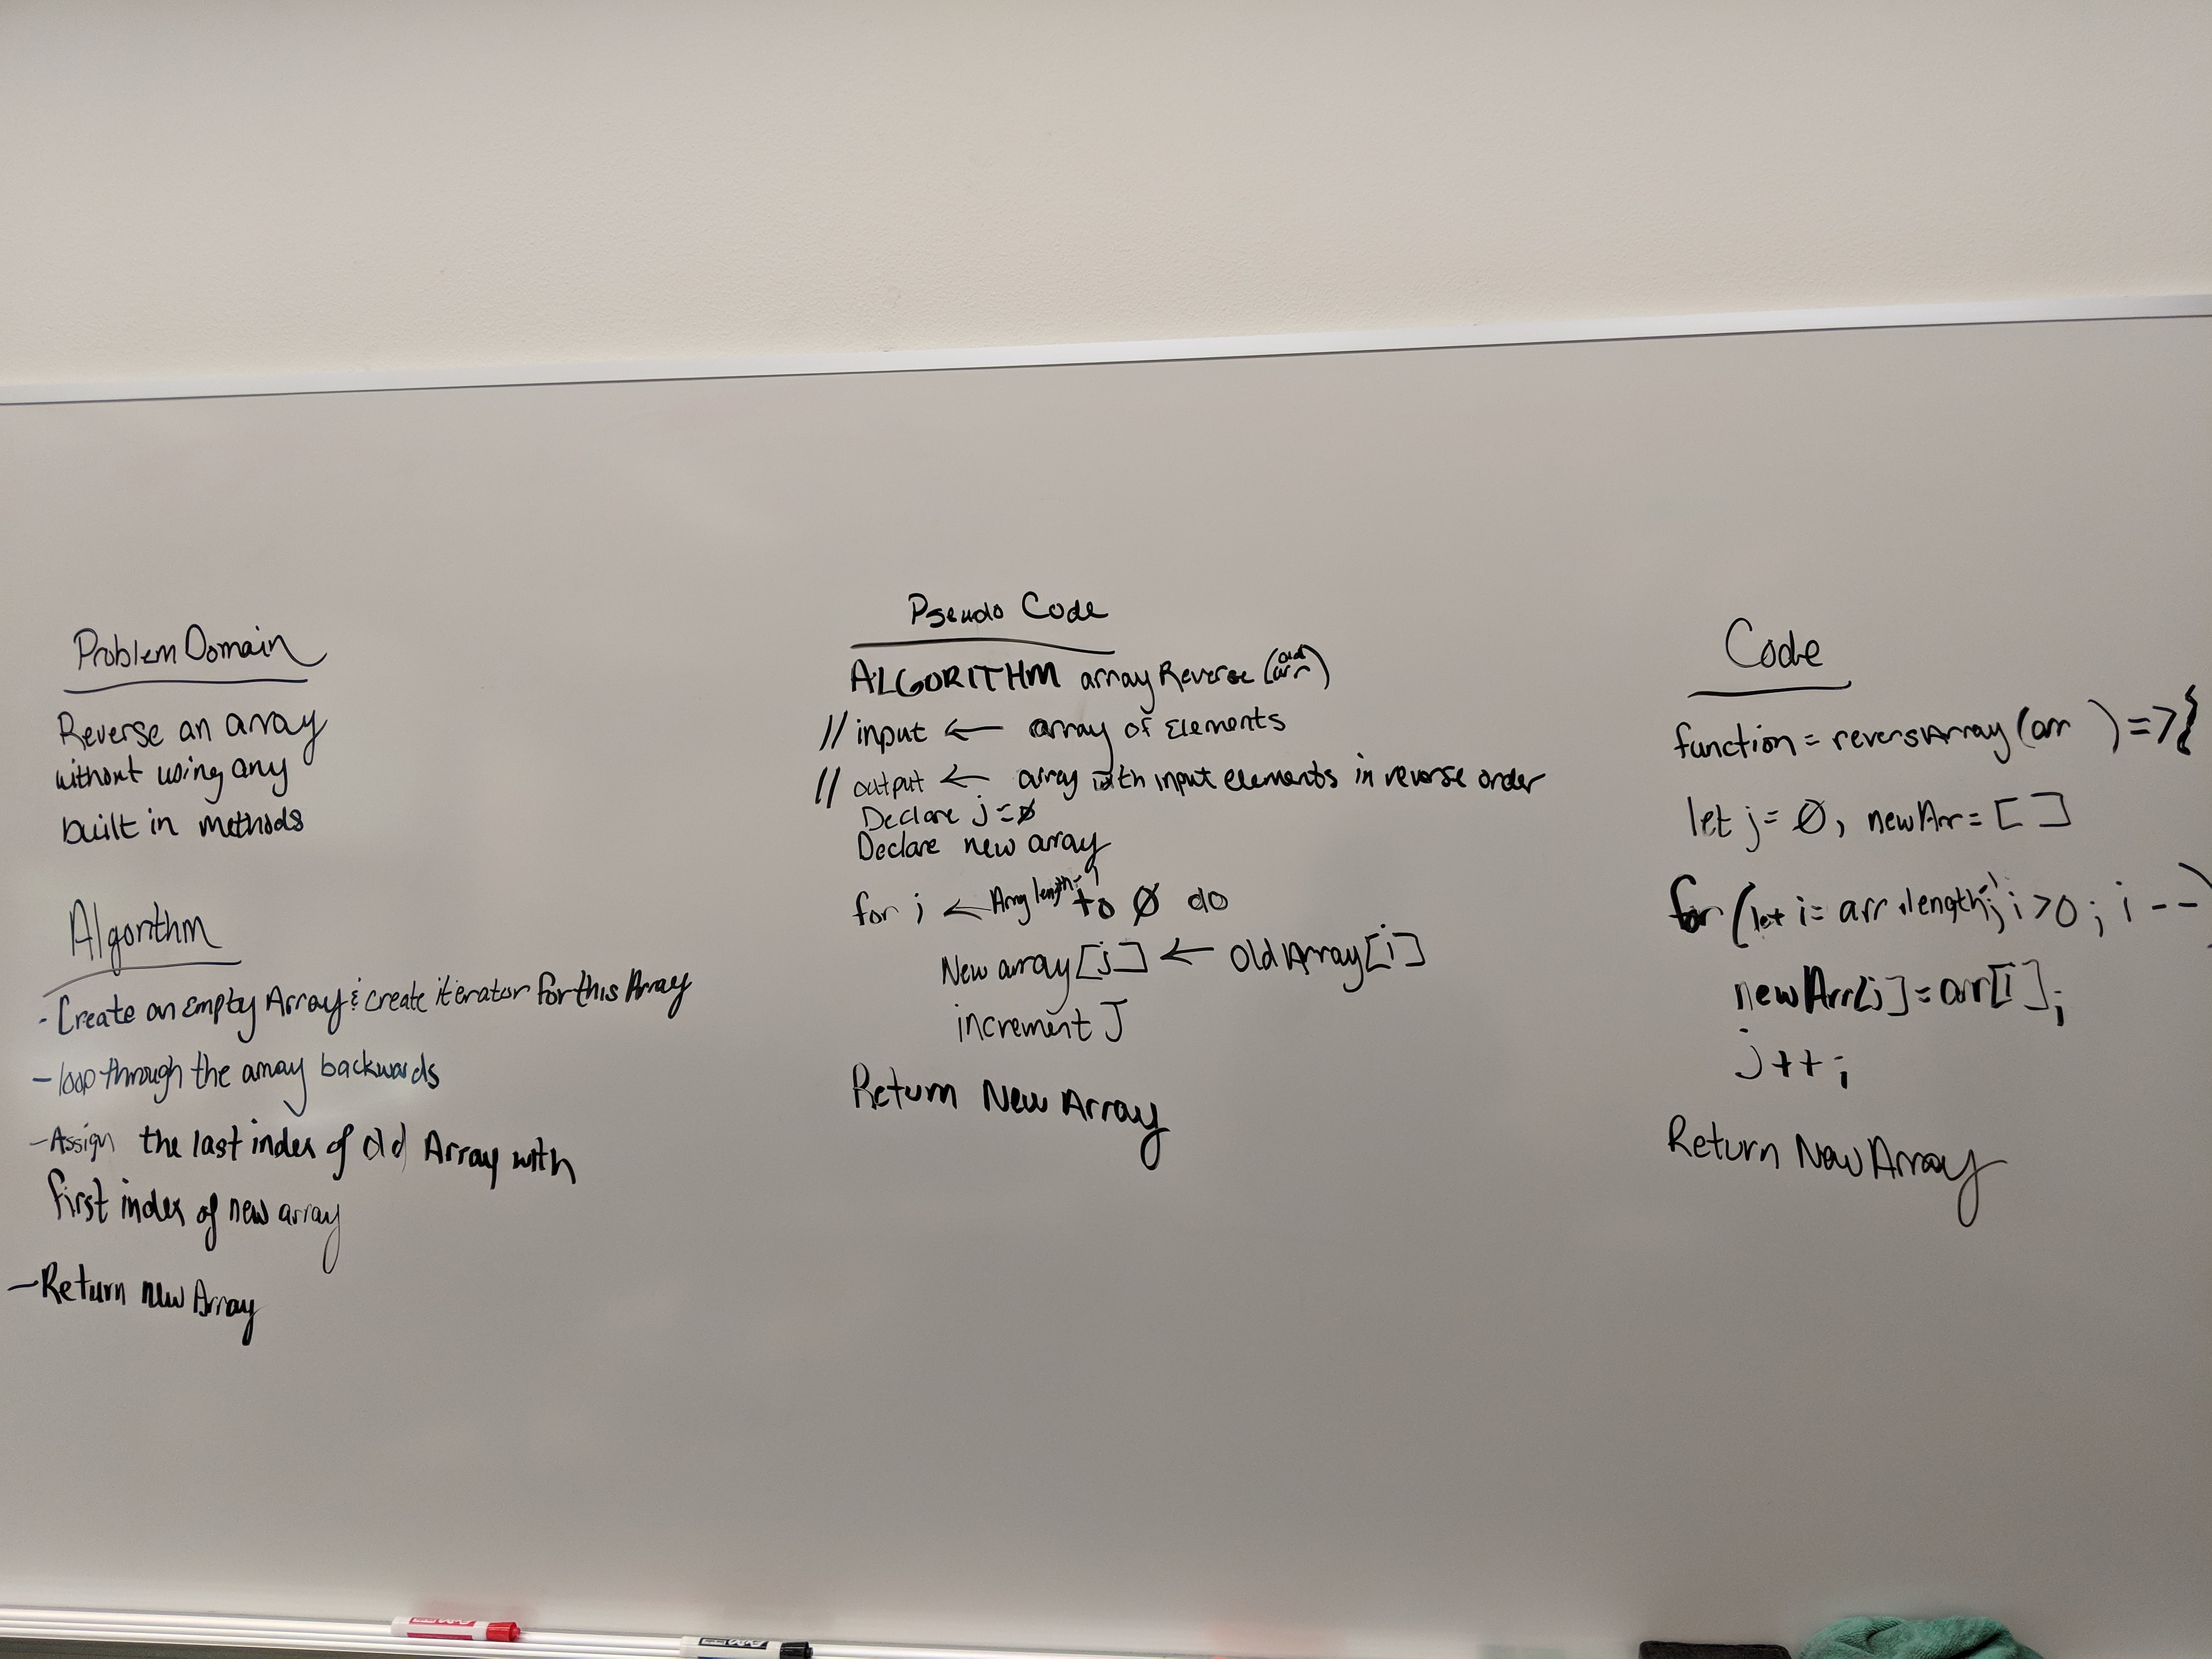 Problem Domain
Reverse an array
without using any
built in methods
Algorithm
- Create an Empty Array & create iterator for this Array
- loop through the array backwards
- Assign the last index of old Array with
first index of new array
- Return new Array
Pseudo Code
ALGORITHM arrayReverse (old arr)
// input ← array of Elements
// output ← array with input elements in reverse order
Declare j = Ø
Declare new array
for i ← Array length-1 to Ø do
New array[j] ← OldArray[i]
increment J
Return New Array
Code
function = reversArray (arr ) => {
let j = Ø, newArr = [ ]
for (let i = arr.length-1; i > 0; i --)
newArr[j] = arr[i];
j++;
Return New Array